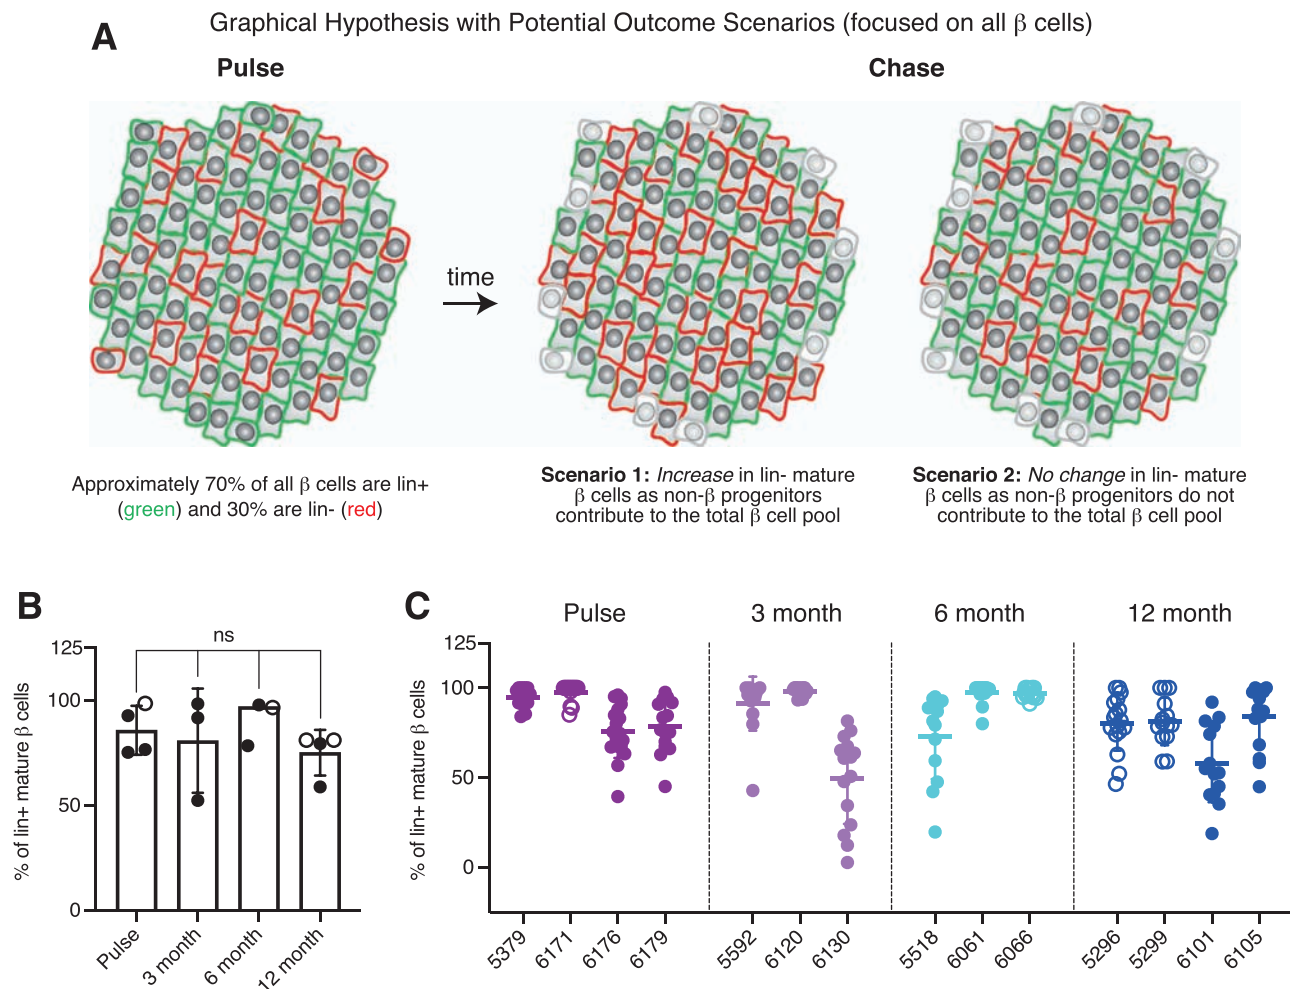 Graphical Hypothesis with Potential Outcome Scenarios (focused on all β cells)
A
Pulse
Chase
time
Approximately 70% of all β cells are lin+
(green) and 30% are lin- (red)
Scenario 1: Increase in lin- mature
β cells as non-β progenitors
contribute to the total β cell pool
Scenario 2: No change in lin- mature
β cells as non-β progenitors do not
contribute to the total β cell pool
B
% of lin+ mature β cells
125
100
50
0
ns
Pulse
3 month
6 month
12 month
C
Pulse
3 month
6 month
12 month
% of lin+ mature β cells
125
100
50
0
5379
6171
6176
6179
5592
6120
6130
5518
6061
6066
5296
5299
6101
6105